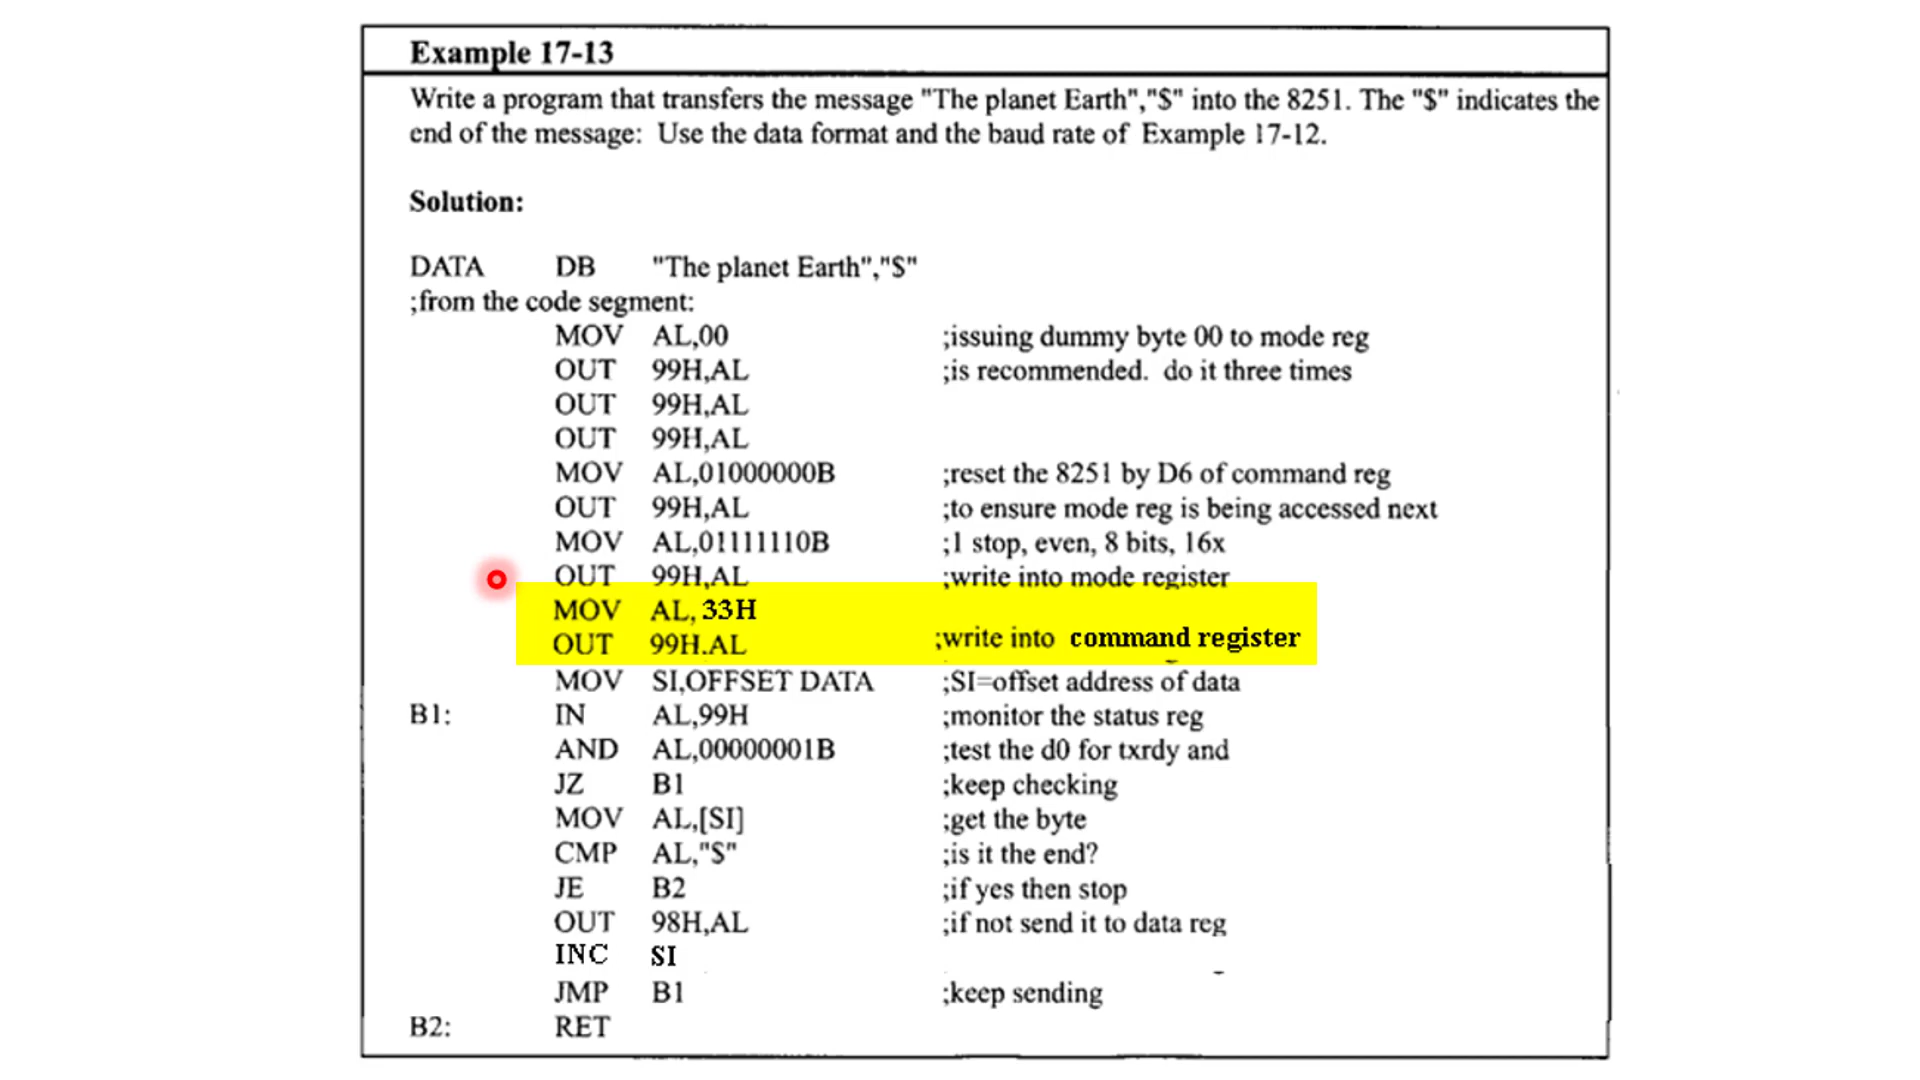 Example 17-13
Write a program that transfers the message "The planet Earth","$" into the 8251. The "$" indicates the
end of the message: Use the data format and the baud rate of Example 17-12.
Solution:
DATA DB "The planet Earth","$"
;from the code segment:
MOV AL,00 ;issuing dummy byte 00 to mode reg
OUT 99H,AL ;is recommended. do it three times
OUT 99H,AL
OUT 99H,AL
MOV AL,01000000B ;reset the 8251 by D6 of command reg
OUT 99H,AL ;to ensure mode reg is being accessed next
MOV AL,01111110B ;1 stop, even, 8 bits, 16x
OUT 99H,AL ;write into mode register
MOV AL, 33H
OUT 99H.AL ;write into command register
MOV SI,OFFSET DATA ;SI=offset address of data
B1: IN AL,99H ;monitor the status reg
AND AL,00000001B ;test the d0 for txrdy and
JZ B1 ;keep checking
MOV AL,[SI] ;get the byte
CMP AL,"$" ;is it the end?
JE B2 ;if yes then stop
OUT 98H,AL ;if not send it to data reg
INC SI
JMP B1 ;keep sending
B2: RET